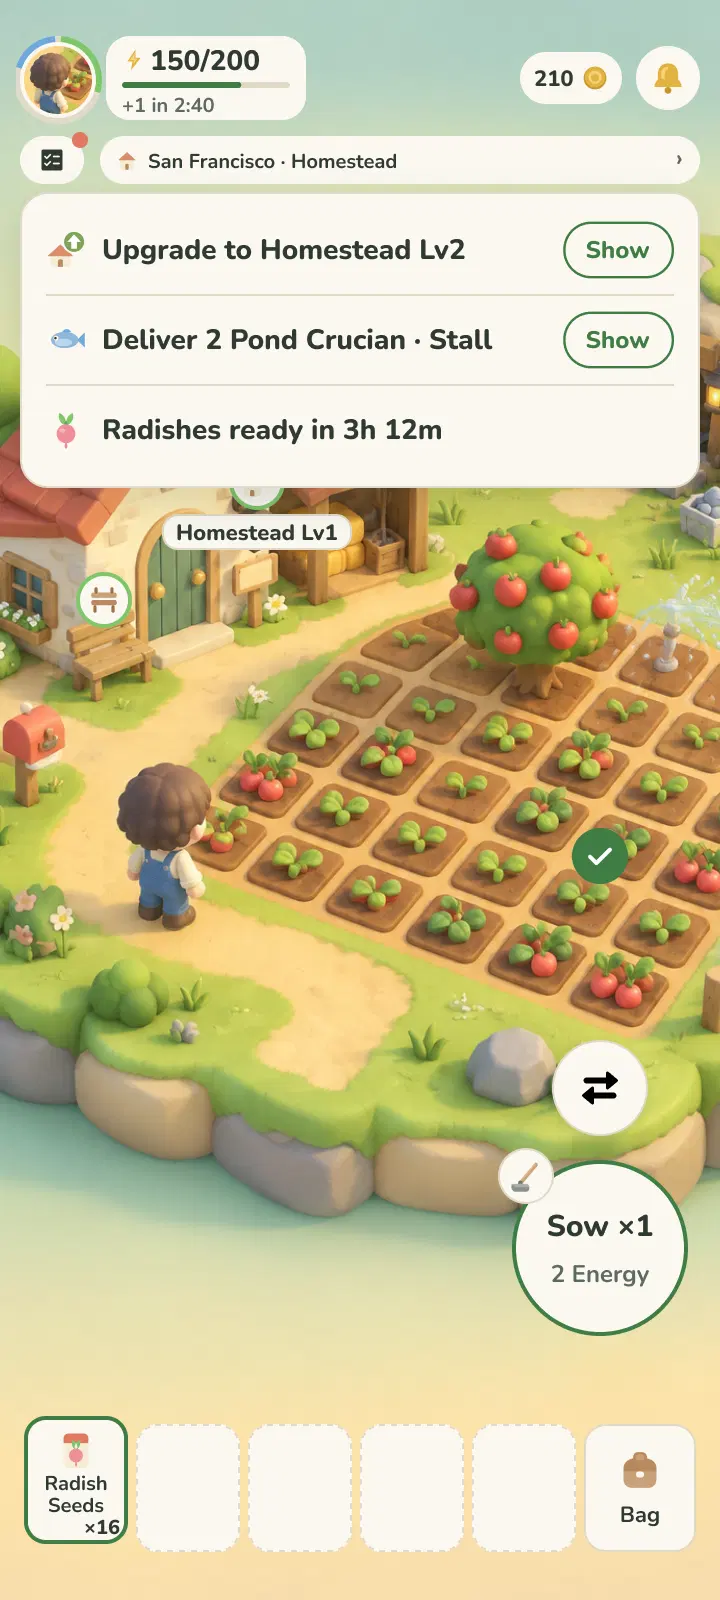 150/200
+1 in 2:40
210
San Francisco · Homestead
Upgrade to Homestead Lv2
Show
Deliver 2 Pond Crucian · Stall
Show
Radishes ready in 3h 12m
Homestead Lv1
Sow ×1
2 Energy
Radish
Seeds
×16
Bag